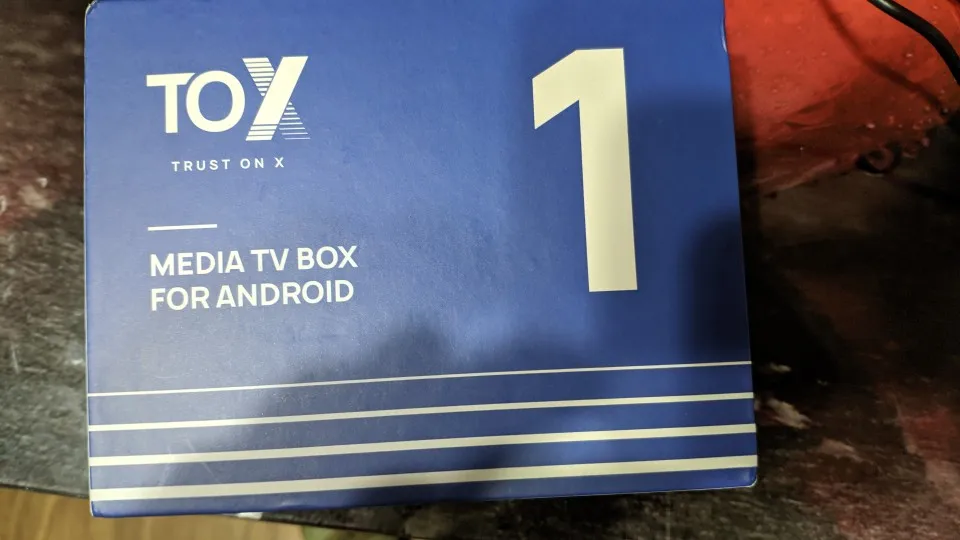 TOX
TRUST ON X
1
MEDIA TV BOX
FOR ANDROID